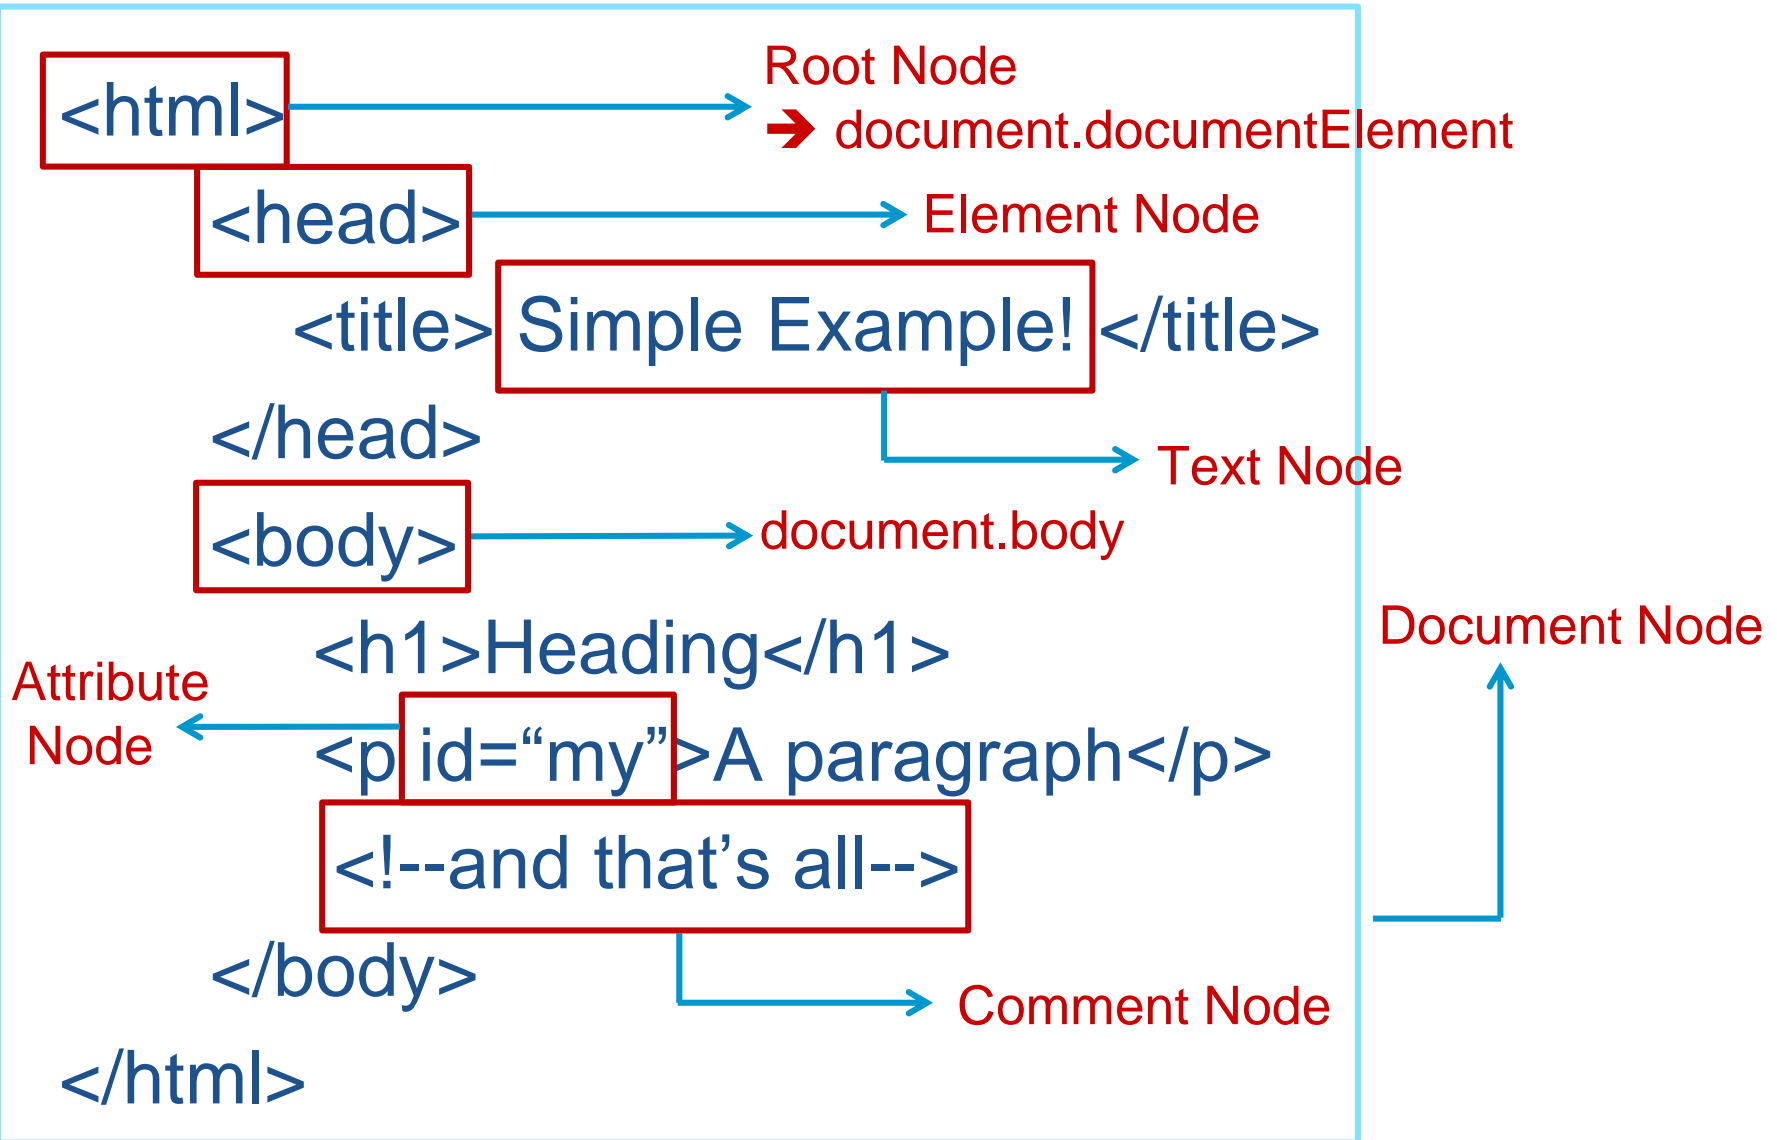 <html>
Root Node
➔ document.documentElement
<head>
Element Node
<title> Simple Example! </title>
</head>
Text Node
<body>
document.body
<h1>Heading</h1>
Document Node
Attribute
Node
<p id=“my”>A paragraph</p>
<!--and that’s all-->
</body>
Comment Node
</html>